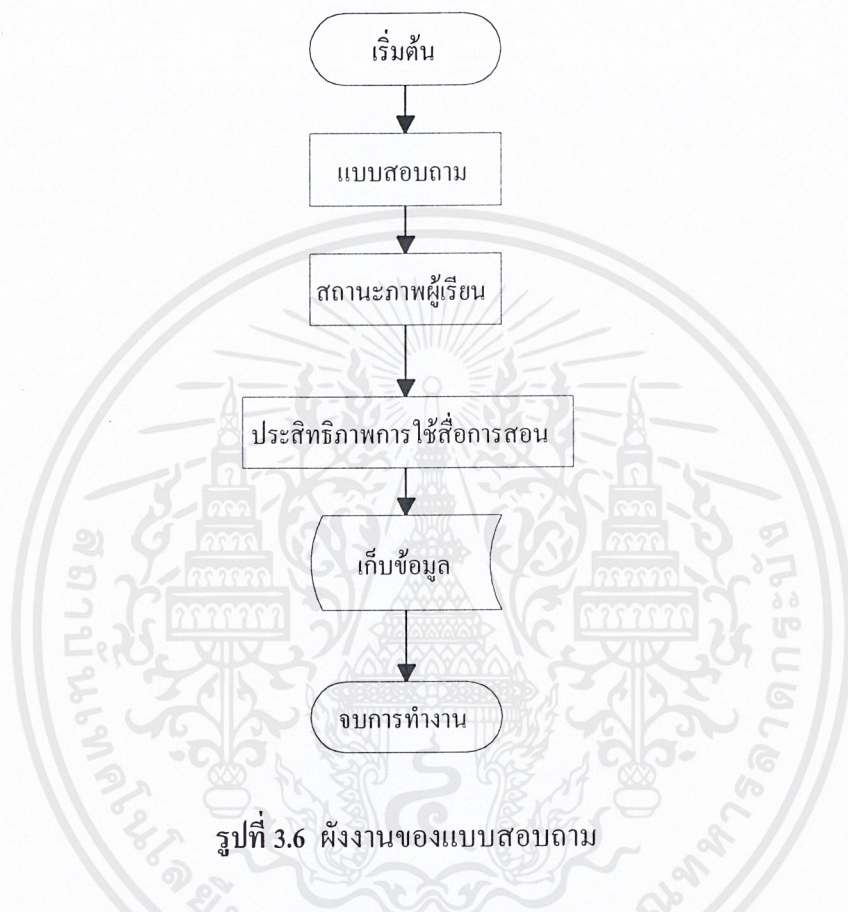 เริ่มต้น
แบบสอบถาม
สถานะภาพผู้เรียน
ประสิทธิภาพการใช้สื่อการสอน
เก็บข้อมูล
จบการทำงาน
รูปที่ 3.6 ผังงานของแบบสอบถาม